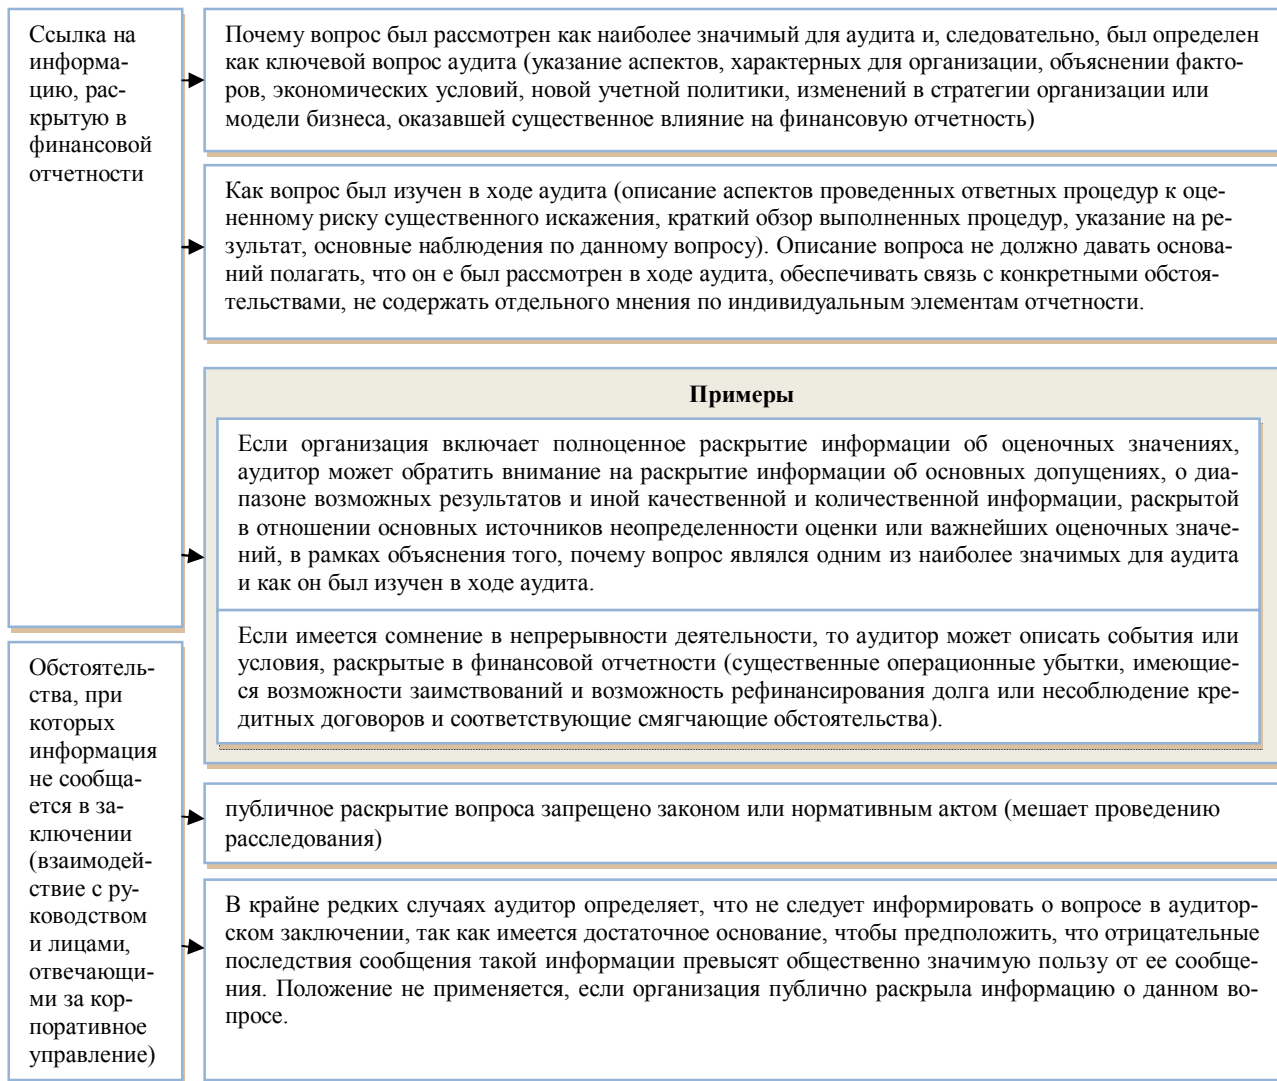 Ссылка на
информа-
цию, рас-
крытую в
финансовой
отчетности
Почему вопрос был рассмотрен как наиболее значимый для аудита и, следовательно, был определен
как ключевой вопрос аудита (указание аспектов, характерных для организации, объяснении факто-
ров, экономических условий, новой учетной политики, изменений в стратегии организации или
модели бизнеса, оказавшей существенное влияние на финансовую отчетность)
Как вопрос был изучен в ходе аудита (описание аспектов проведенных ответных процедур к оце-
ненному риску существенного искажения, краткий обзор выполненных процедур, указание на ре-
зультат, основные наблюдения по данному вопросу). Описание вопроса не должно давать основа-
ний полагать, что он е был рассмотрен в ходе аудита, обеспечивать связь с конкретными обстоя-
тельствами, не содержать отдельного мнения по индивидуальным элементам отчетности.
Примеры
Если организация включает полноценное раскрытие информации об оценочных значениях,
аудитор может обратить внимание на раскрытие информации об основных допущениях, о диа-
пазоне возможных результатов и иной качественной и количественной информации, раскрытой
в отношении основных источников неопределенности оценки или важнейших оценочных значе-
ний, в рамках объяснения того, почему вопрос являлся одним из наиболее значимых для аудита
и как он был изучен в ходе аудита.
Если имеется сомнение в непрерывности деятельности, то аудитор может описать события или
условия, раскрытые в финансовой отчетности (существенные операционные убытки, имеющие-
ся возможности заимствований и возможность рефинансирования долга или несоблюдение кре-
дитных договоров и соответствующие смягчающие обстоятельства).
Обстоятель-
ства, при
которых
информация
не сообща-
ется в за-
ключении
(взаимодей-
ствие с ру-
ководством
и лицами,
отвечающи-
ми за кор-
поративное
управление)
публичное раскрытие вопроса запрещено законом или нормативным актом (мешает проведению
расследования)
В крайне редких случаях аудитор определяет, что не следует информировать о вопросе в аудитор-
ском заключении, так как имеется достаточное основание, чтобы предположить, что отрицательные
последствия сообщения такой информации превысят общественно значимую пользу от ее сообще-
ния. Положение не применяется, если организация публично раскрыла информацию о данном во-
просе.